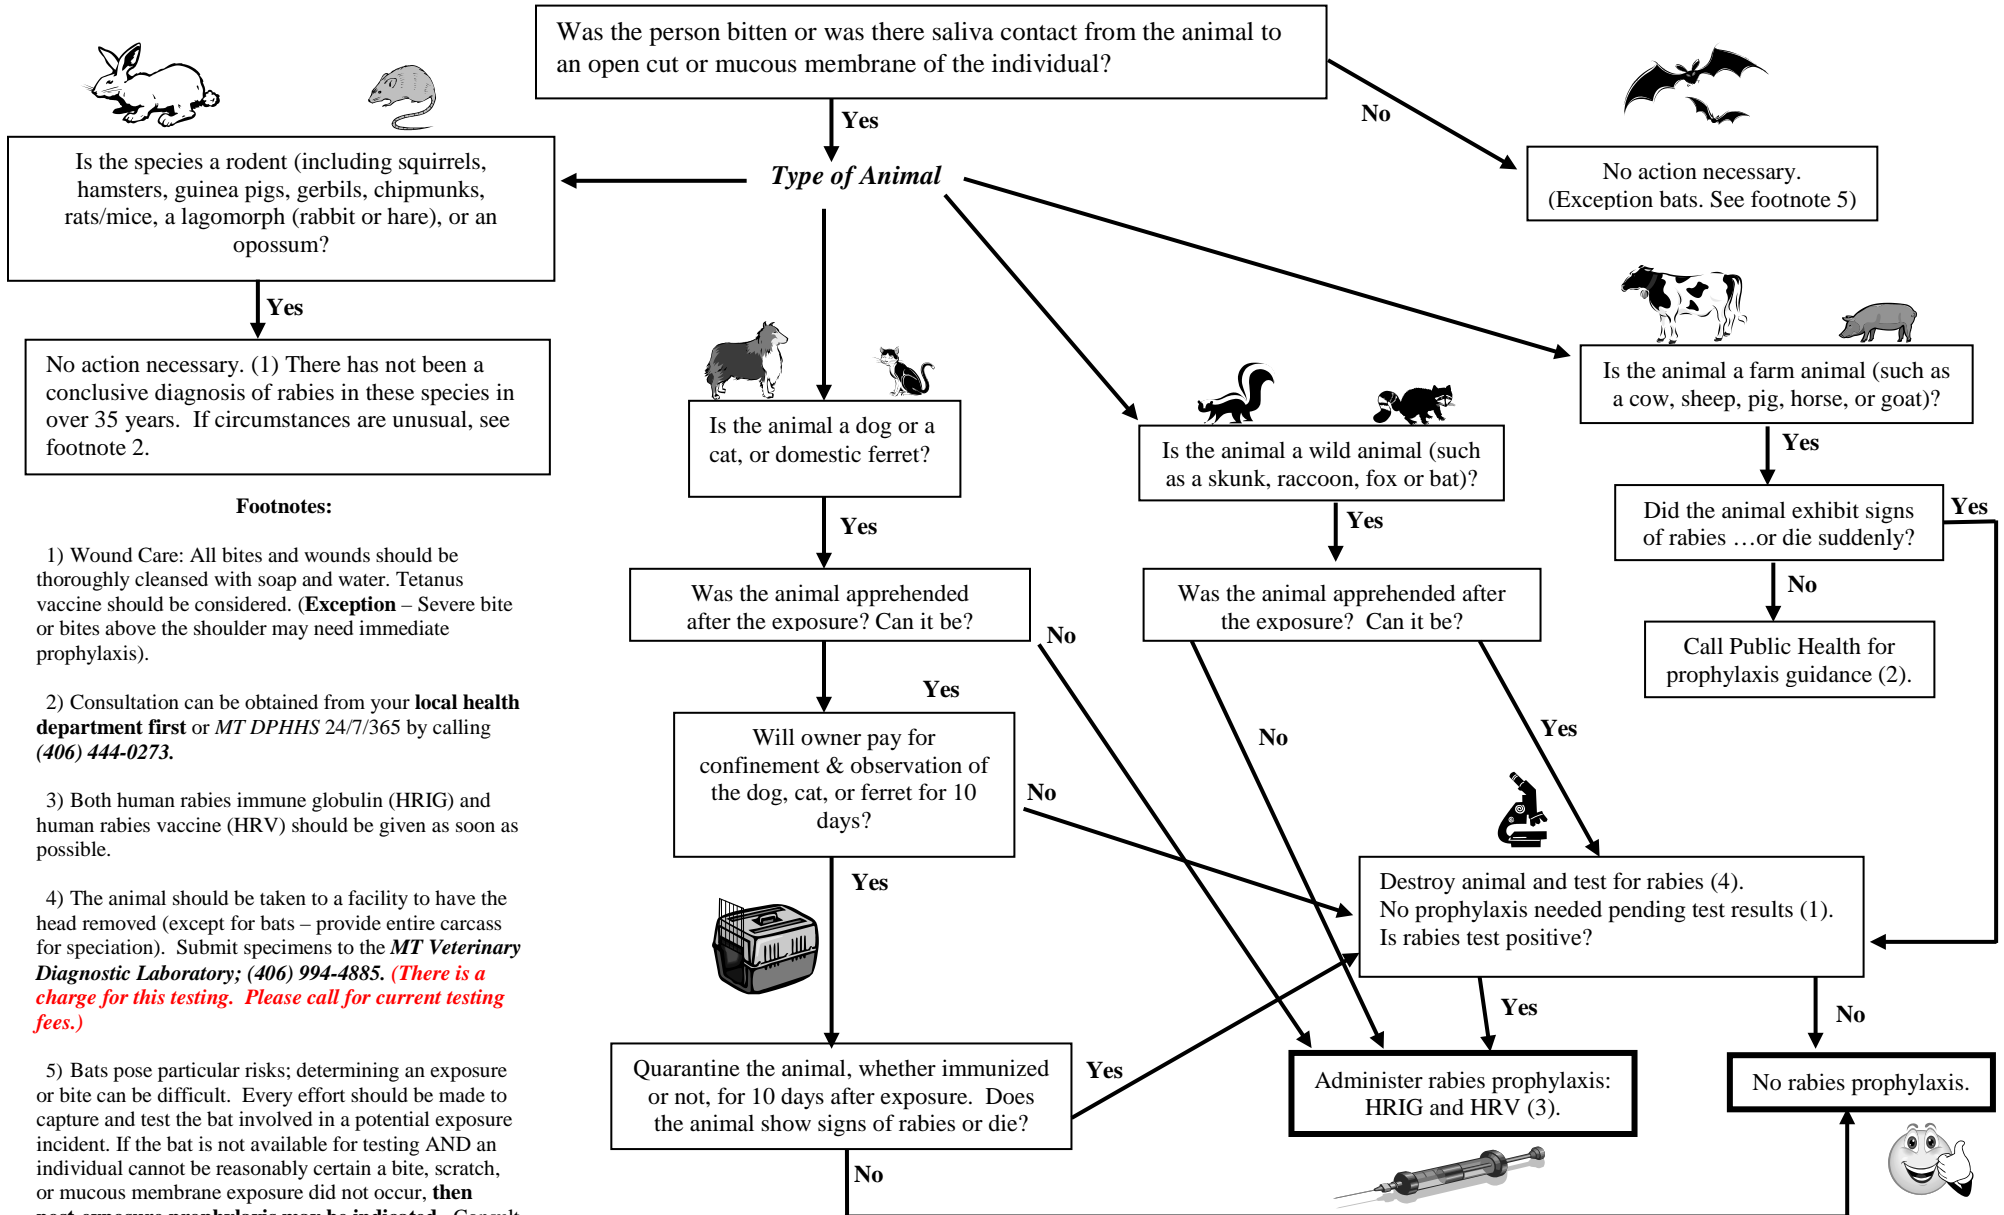 Was the person bitten or was there saliva contact from the animal to
an open cut or mucous membrane of the individual?
Yes
No
Type of Animal
No action necessary.
(Exception bats. See footnote 5)
Is the species a rodent (including squirrels,
hamsters, guinea pigs, gerbils, chipmunks,
rats/mice, a lagomorph (rabbit or hare), or an
opossum?
Yes
No action necessary. (1) There has not been a
conclusive diagnosis of rabies in these species in
over 35 years.  If circumstances are unusual, see
footnote 2.
Is the animal a dog or a
cat, or domestic ferret?
Yes
Was the animal apprehended
after the exposure? Can it be?
No
Yes
Will owner pay for
confinement & observation of
the dog, cat, or ferret for 10
days?
No
Yes
Quarantine the animal, whether immunized
or not, for 10 days after exposure.  Does
the animal show signs of rabies or die?
Yes
No
Is the animal a wild animal (such
as a skunk, raccoon, fox or bat)?
Yes
Was the animal apprehended after
the exposure?  Can it be?
No
Yes
Is the animal a farm animal (such as
a cow, sheep, pig, horse, or goat)?
Yes
Did the animal exhibit signs
of rabies …or die suddenly?
Yes
No
Call Public Health for
prophylaxis guidance (2).
Destroy animal and test for rabies (4).
No prophylaxis needed pending test results (1).
Is rabies test positive?
Yes
No
Administer rabies prophylaxis:
HRIG and HRV (3).
No rabies prophylaxis.
Footnotes:
1) Wound Care: All bites and wounds should be
thoroughly cleansed with soap and water. Tetanus
vaccine should be considered. (Exception – Severe bite
or bites above the shoulder may need immediate
prophylaxis).
2) Consultation can be obtained from your local health
department first or MT DPHHS 24/7/365 by calling
(406) 444-0273.
3) Both human rabies immune globulin (HRIG) and
human rabies vaccine (HRV) should be given as soon as
possible.
4) The animal should be taken to a facility to have the
head removed (except for bats – provide entire carcass
for speciation).  Submit specimens to the MT Veterinary
Diagnostic Laboratory; (406) 994-4885. (There is a
charge for this testing.  Please call for current testing
fees.)
5) Bats pose particular risks; determining an exposure
or bite can be difficult.  Every effort should be made to
capture and test the bat involved in a potential exposure
incident. If the bat is not available for testing AND an
individual cannot be reasonably certain a bite, scratch,
or mucous membrane exposure did not occur, then
post-exposure prophylaxis may be indicated.  Consult